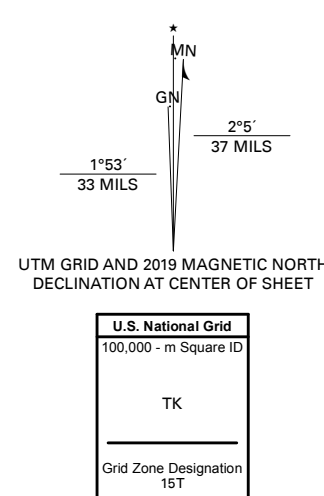 ★
MN
GN
2°5´
37 MILS
1°53´
33 MILS
UTM GRID AND 2019 MAGNETIC NORTH
DECLINATION AT CENTER OF SHEET
U.S. National Grid
100,000 - m Square ID
TK
Grid Zone Designation
15T